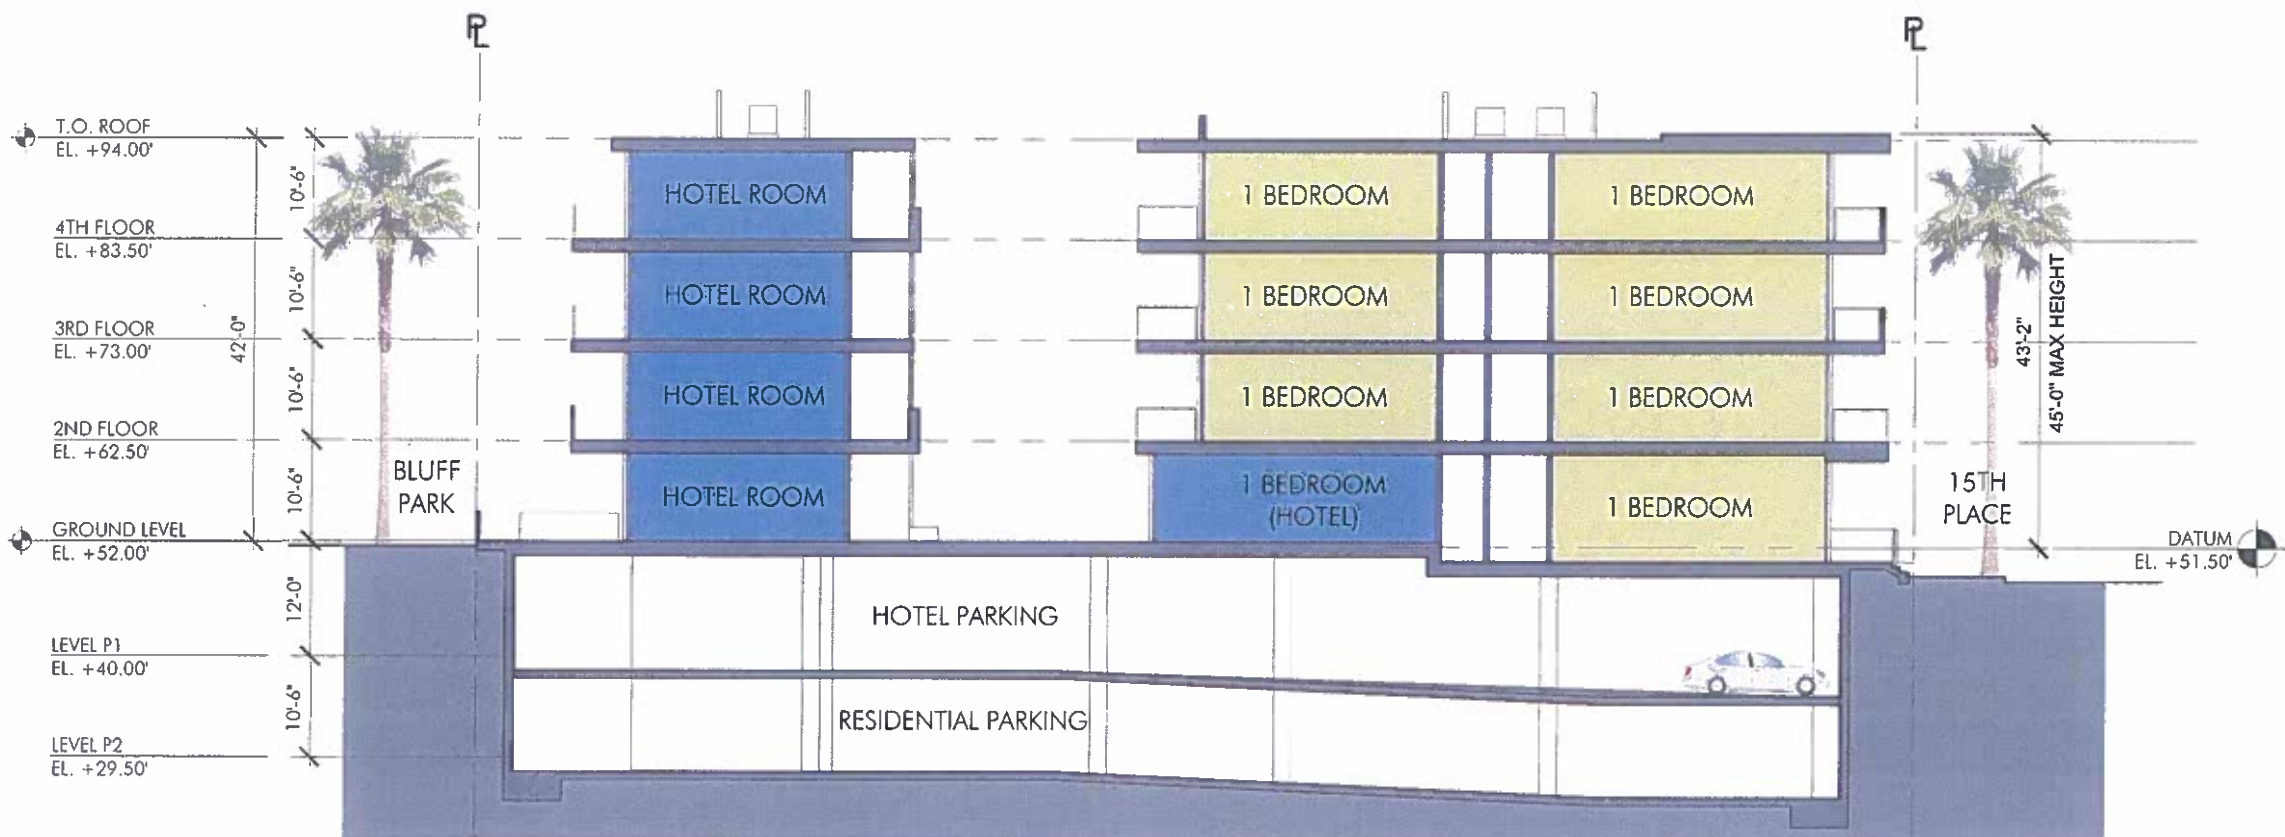 PL
PL
T.O. ROOF
EL. +94.00'
10'-6"
HOTEL ROOM
1 BEDROOM
1 BEDROOM
4TH FLOOR
EL. +83.50'
10'-6"
HOTEL ROOM
1 BEDROOM
1 BEDROOM
3RD FLOOR
EL. +73.00'
42'-0"
43'-2"
45'-0" MAX HEIGHT
10'-6"
HOTEL ROOM
1 BEDROOM
1 BEDROOM
2ND FLOOR
EL. +62.50'
BLUFF
PARK
10'-6"
HOTEL ROOM
1 BEDROOM
(HOTEL)
1 BEDROOM
15TH
PLACE
GROUND LEVEL
EL. +52.00'
DATUM
EL. +51.50'
12'-0"
HOTEL PARKING
LEVEL P1
EL. +40.00'
10'-6"
RESIDENTIAL PARKING
LEVEL P2
EL. +29.50'